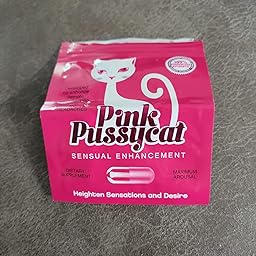 Pink
Pussycat
SENSUAL ENHANCEMENT
DIETARY
SUPPLEMENT
MAXIMUM
AROUSAL
Heighten Sensations and Desire